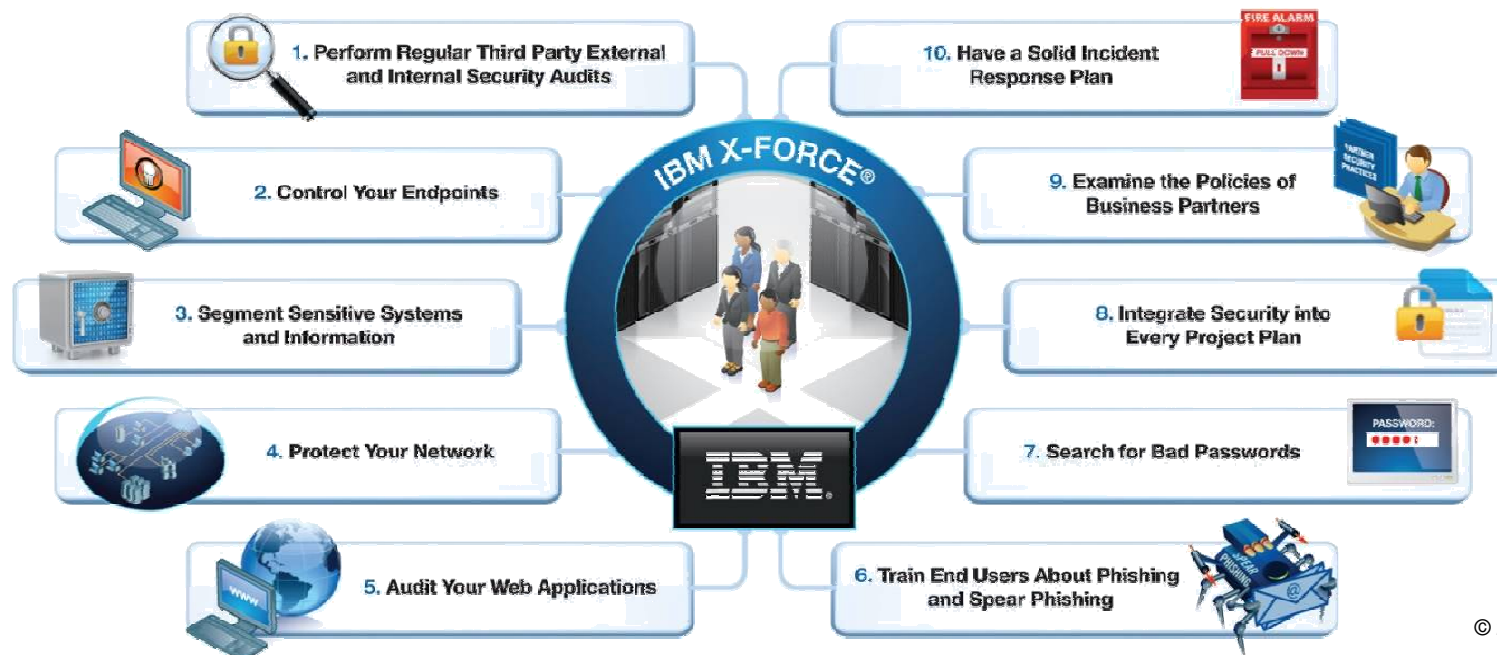 1. Perform Regular Third Party External
and Internal Security Audits
2. Control Your Endpoints
3. Segment Sensitive Systems
and Information
4. Protect Your Network
5. Audit Your Web Applications
WWW
IBM X-FORCE®
IBM®
10. Have a Solid Incident
Response Plan
FIRE ALARM
PULL DOWN
9. Examine the Policies of
Business Partners
PARTNER
SECURITY
PRACTICES
8. Integrate Security into
Every Project Plan
7. Search for Bad Passwords
PASSWORD:
6. Train End Users About Phishing
and Spear Phishing
SPEAR
PHISHING
@
©